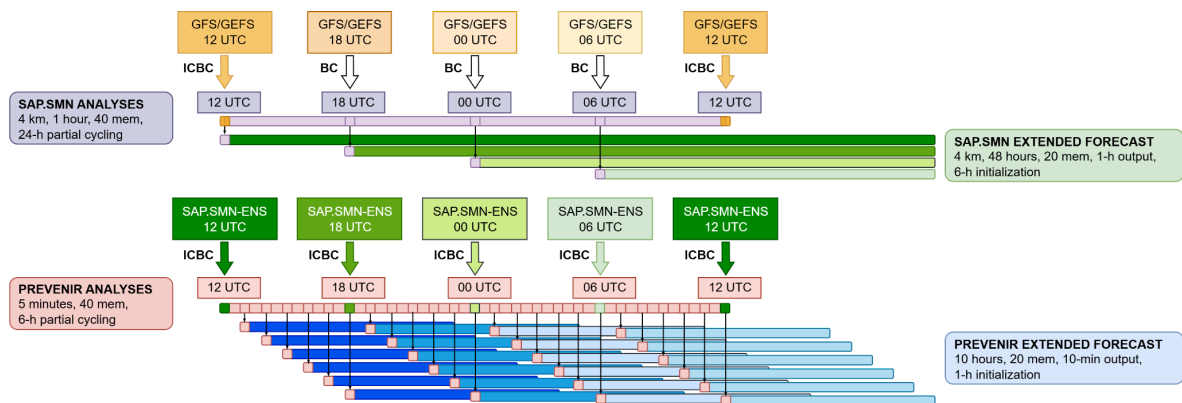 GFS/GEFS
12 UTC
GFS/GEFS
18 UTC
GFS/GEFS
00 UTC
GFS/GEFS
06 UTC
GFS/GEFS
12 UTC
ICBC
BC
BC
BC
ICBC
SAP.SMN ANALYSES
4 km, 1 hour, 40 mem,
24-h partial cycling
12 UTC
18 UTC
00 UTC
06 UTC
12 UTC
SAP.SMN EXTENDED FORECAST
4 km, 48 hours, 20 mem, 1-h output,
6-h initialization
SAP.SMN-ENS
12 UTC
SAP.SMN-ENS
18 UTC
SAP.SMN-ENS
00 UTC
SAP.SMN-ENS
06 UTC
SAP.SMN-ENS
12 UTC
ICBC
ICBC
ICBC
ICBC
ICBC
PREVENIR ANALYSES
5 minutes, 40 mem,
6-h partial cycling
12 UTC
18 UTC
00 UTC
06 UTC
12 UTC
PREVENIR EXTENDED FORECAST
10 hours, 20 mem, 10-min output,
1-h initialization